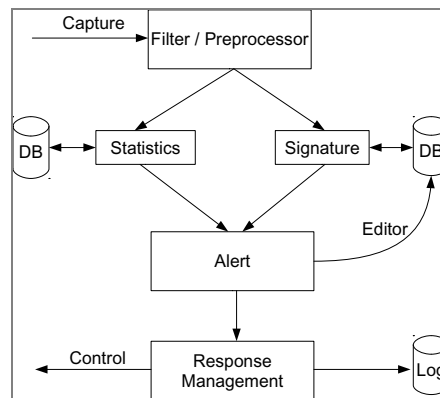 Capture
Filter / Preprocessor
DB
Statistics
Signature
DB
Editor
Alert
Control
Response
Management
Log